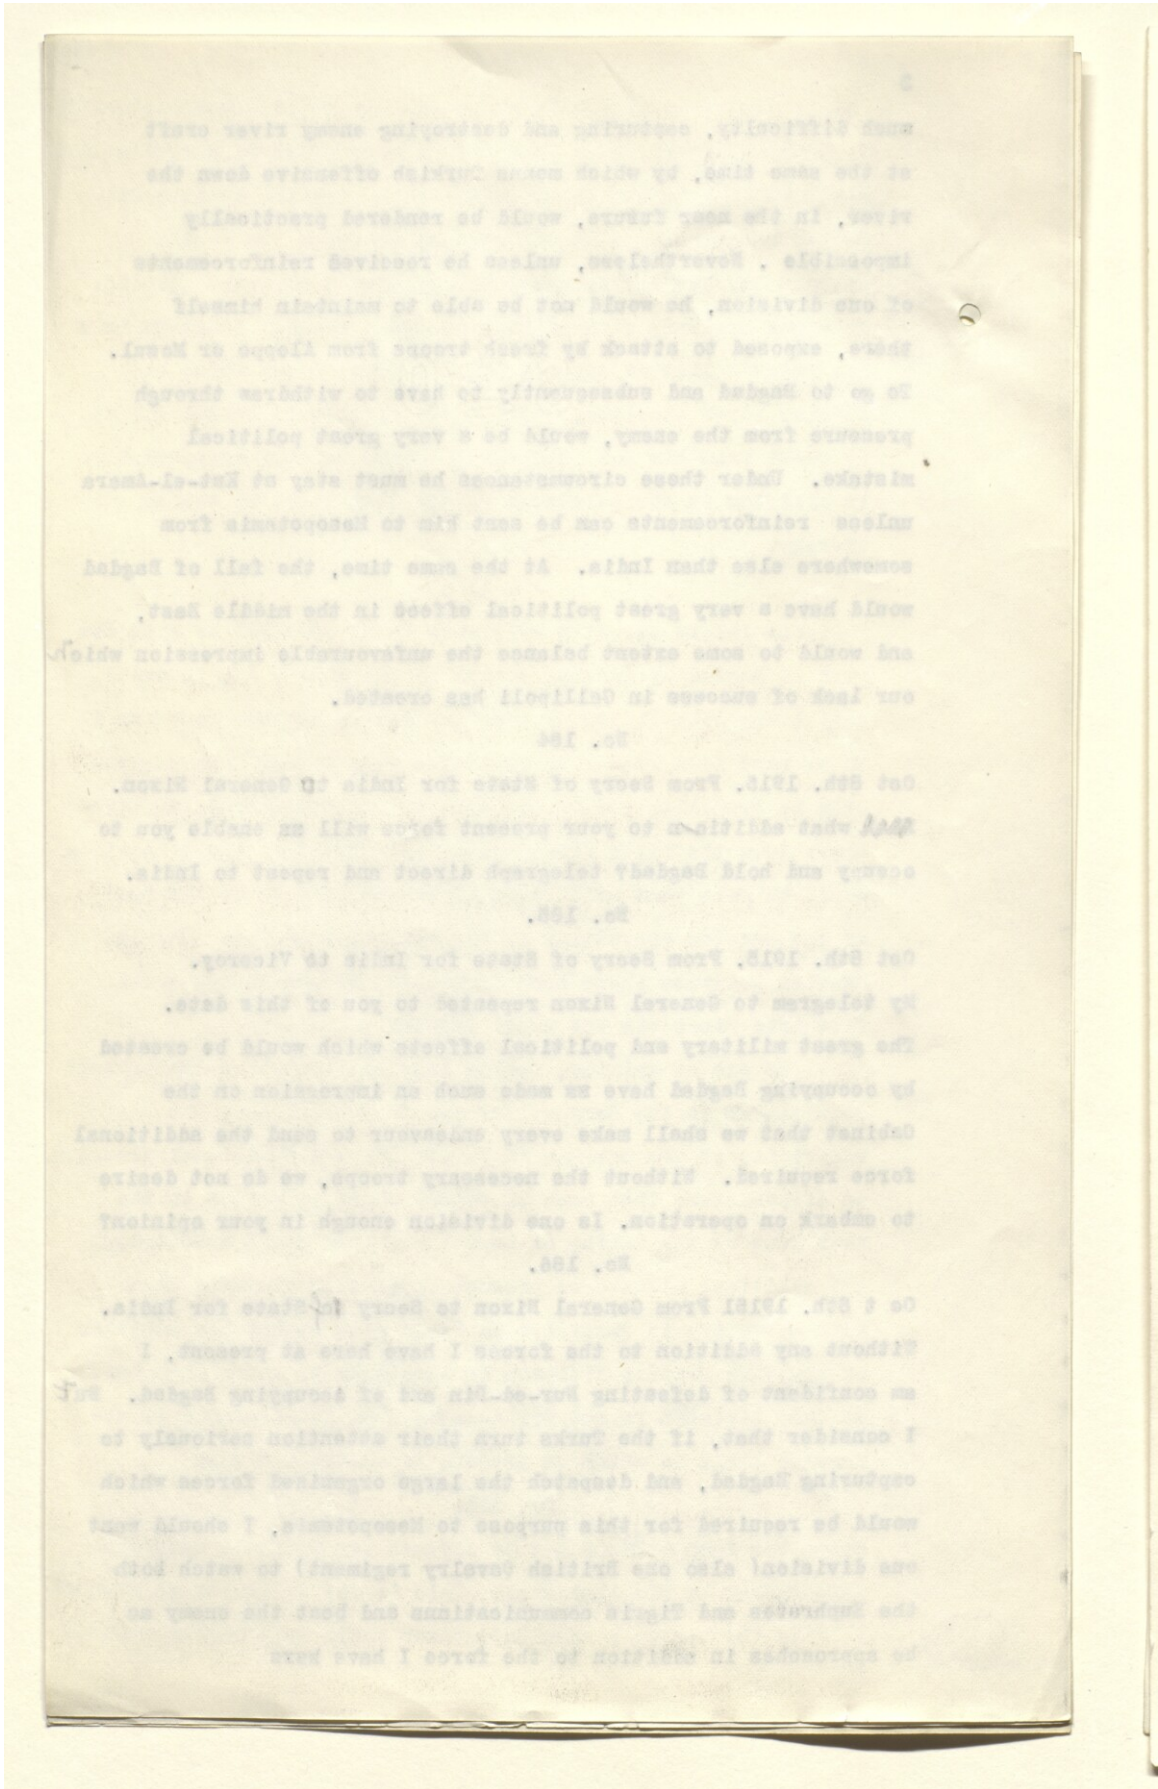 much difficulty, capturing and destroying enemy river craft
at the same time, by which means Turkish offensive down the
river, in the near future, would be rendered practically
impossible . Nevertheless, unless he received reinforcements
of one division, he would not be able to maintain himself
there, exposed to attack by fresh troops from Aleppo or Mosul.
To go to Bagdad and subsequently to have to withdraw through
pressure from the enemy, would be a very great political
mistake. Under these circumstances he must stay at Kut-el-Amara
unless reinforcements can be sent him to Mesopotamia from
somewhere else than India. At the same time, the fall of Bagdad
would have a very great political effect in the middle East,
and would to some extent balance the unfavourable impression which
our lack of success in Gallipoli has created.
No. 184
Oct 8th. 1915. From Secry of State for India to General Nixon.
what addition to your present force will enable you to
occupy and hold Bagdad? telegraph direct and repeat to India.
No. 185.
Oct 8th. 1915. From Secry of State for India to Viceroy.
My telegram to General Nixon repeated to you of this date.
The great military and political effects which would be created
by occupying Bagdad have so made such an impression on the
Cabinet that we shall make every endeavour to send the additional
force required. Without the necessary troops, we do not desire
to embark on operation. Is one division enough in your opinion?
No. 186.
Oc t 8th. 1915 From General Nixon to Secry of State for India.
Without any addition to the forces I have here at present, I
am confident of defeating Nur-ed-Din and of occupying Bagdad. But
I consider that, if the Turks turn their attention seriously to
capturing Bagdad, and despatch the large organised forces which
would be required for this purpose to Mesopotamia, I should want
one division( also one British Cavalry regiment) to watch both
the Euphrates and Tigris communications and beat the enemy as
he approaches in addition to the force I have here